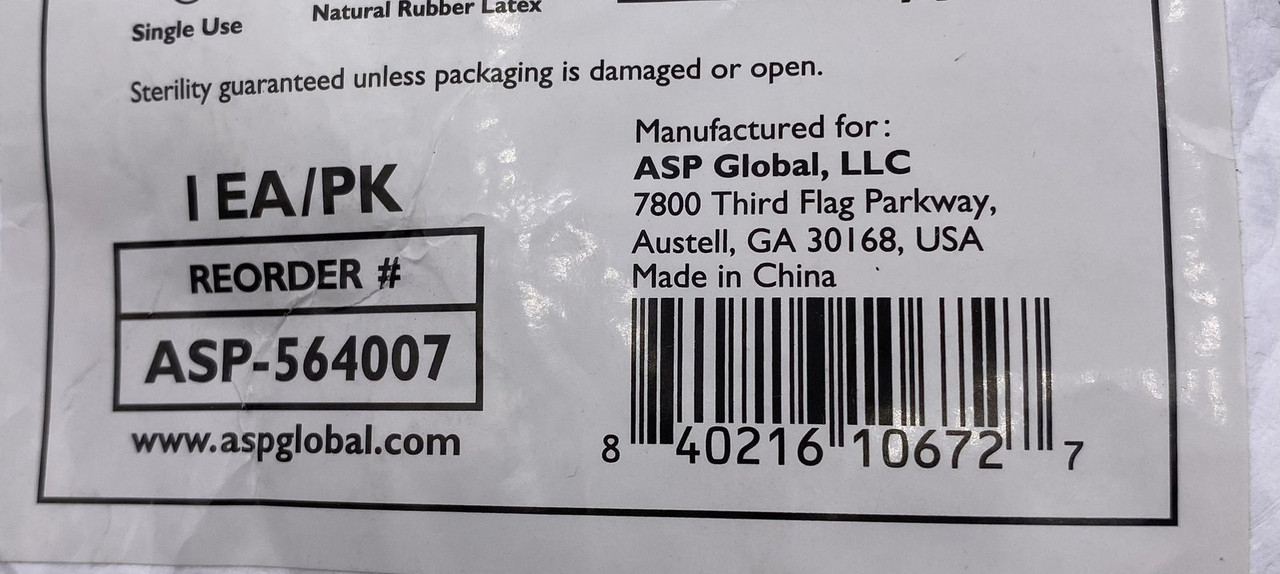 Single Use
Natural Rubber Latex
Sterility guaranteed unless packaging is damaged or open.
1 EA/PK
REORDER #
ASP-564007
www.aspglobal.com
Manufactured for:
ASP Global, LLC
7800 Third Flag Parkway,
Austell, GA 30168, USA
Made in China
8 40216 10672 7